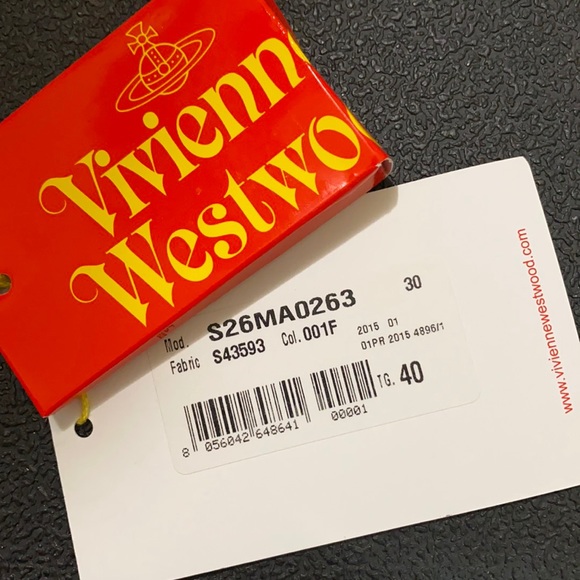 Vivienn
Westwo
Mod. S26MA0263 30
Fabric S43593 Col. 001F 2015 01
01PR 2015 4896/1
TG. 40
8 056042 648641 00001
www.viviennewestwood.com